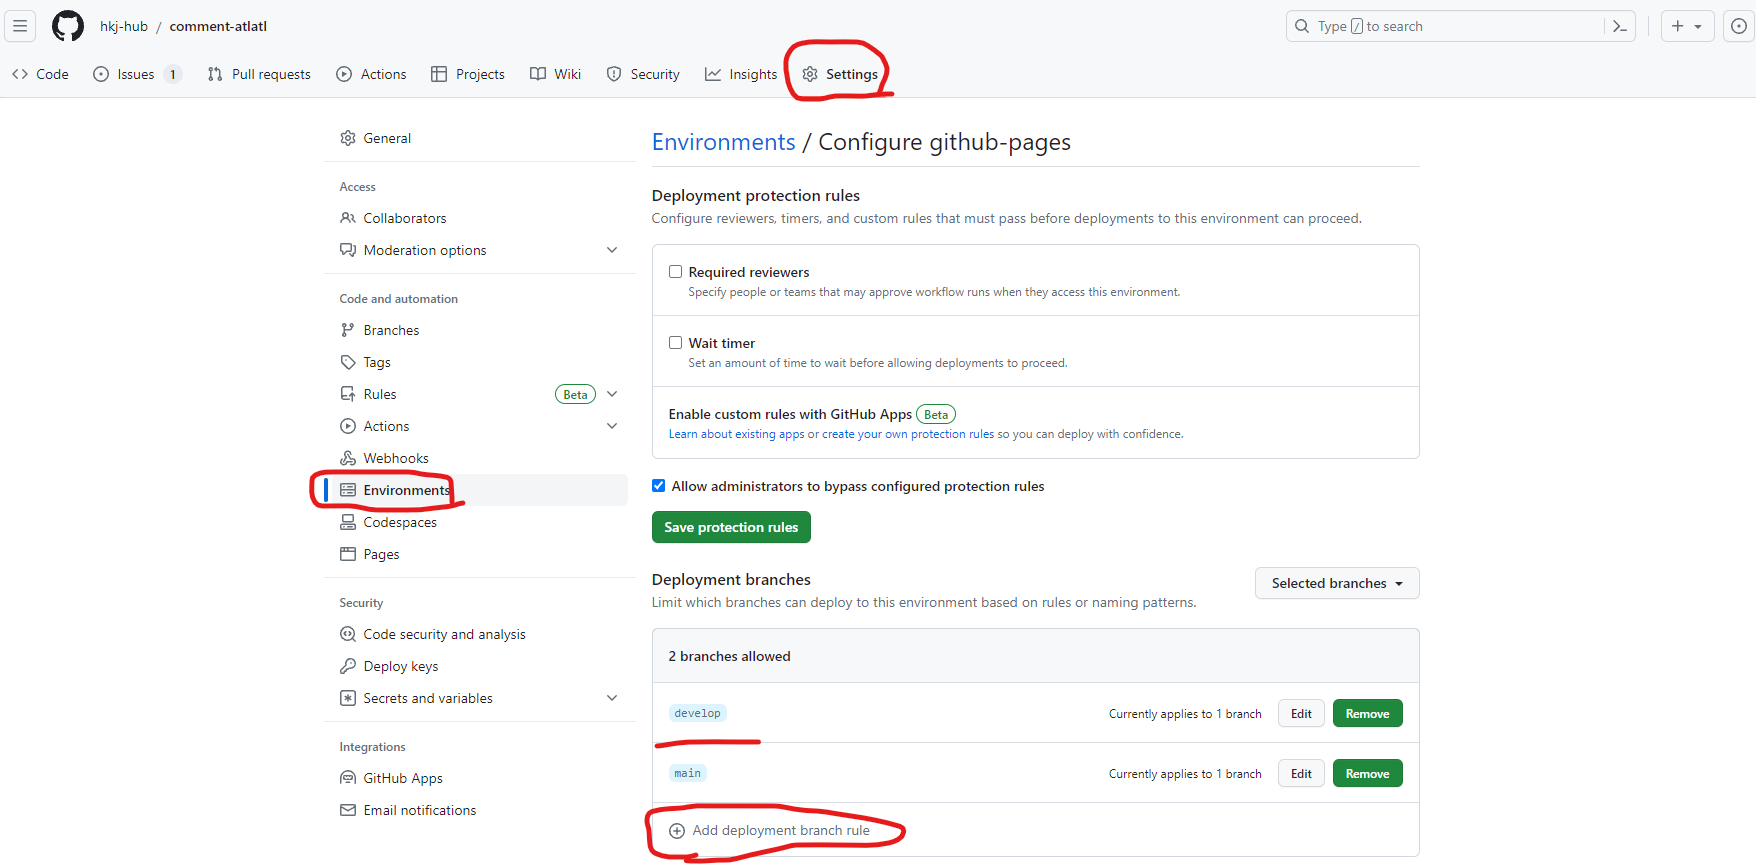 hkj-hub / comment-atlatl
Type / to search
Code
Issues 1
Pull requests
Actions
Projects
Wiki
Security
Insights
Settings
General
Access
Collaborators
Moderation options
Code and automation
Branches
Tags
Rules Beta
Actions
Webhooks
Environments
Codespaces
Pages
Security
Code security and analysis
Deploy keys
Secrets and variables
Integrations
GitHub Apps
Email notifications
Environments / Configure github-pages
Deployment protection rules
Configure reviewers, timers, and custom rules that must pass before deployments to this environment can proceed.
Required reviewers
Specify people or teams that may approve workflow runs when they access this environment.
Wait timer
Set an amount of time to wait before allowing deployments to proceed.
Enable custom rules with GitHub Apps Beta
Learn about existing apps or create your own protection rules so you can deploy with confidence.
Allow administrators to bypass configured protection rules
Save protection rules
Deployment branches
Limit which branches can deploy to this environment based on rules or naming patterns.
Selected branches
2 branches allowed
develop Currently applies to 1 branch Edit Remove
main Currently applies to 1 branch Edit Remove
Add deployment branch rule